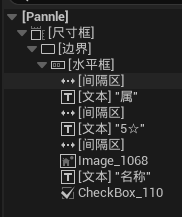 [Pannle]
[尺寸框]
[边界]
[水平框]
[间隔区]
[文本] "属"
[间隔区]
[文本] "5☆"
[间隔区]
Image_1068
[文本] "名称"
CheckBox_110